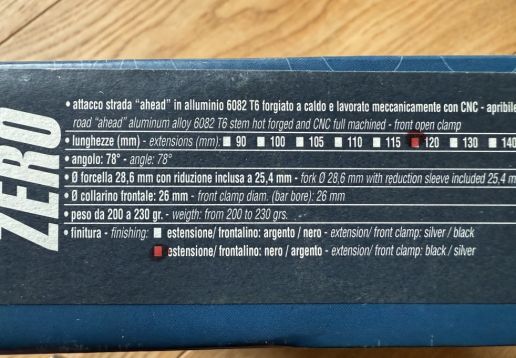 ZERO
• attacco strada "ahead" in alluminio 6082 T6 forgiato a caldo e lavorato meccanicamente con CNC - apribile
road "ahead" aluminum alloy 6082 T6 stem hot forged and CNC full machined - front open clamp
• lunghezze (mm) - extensions (mm): 90 100 105 110 115 120 130 140
• angolo: 78° - angle: 78°
• Ø forcella 28,6 mm con riduzione inclusa a 25,4 mm - fork Ø 28,6 mm with reduction sleeve included 25,4 m
• Ø collarino frontale: 26 mm - front clamp diam. (bar bore): 26 mm
• peso da 200 a 230 gr. - weigth: from 200 to 230 grs.
• finitura - finishing: estensione/ frontalino: argento / nero - extension/ front clamp: silver / black
estensione/ frontalino: nero / argento - extension/ front clamp: black / silver